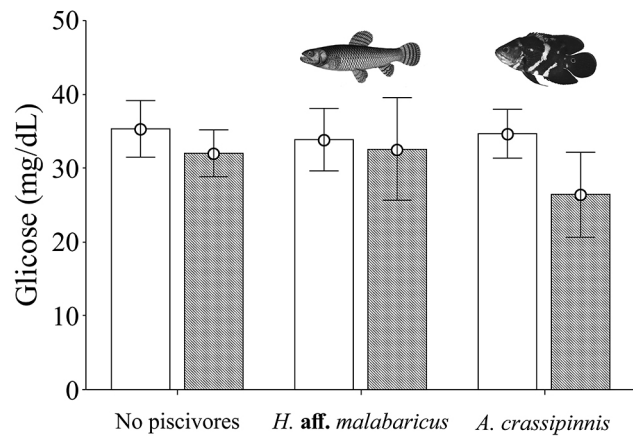 50
40
30
20
10
0
Glicose (mg/dL)
No piscivores
H. aff. malabaricus
A. crassipinnis